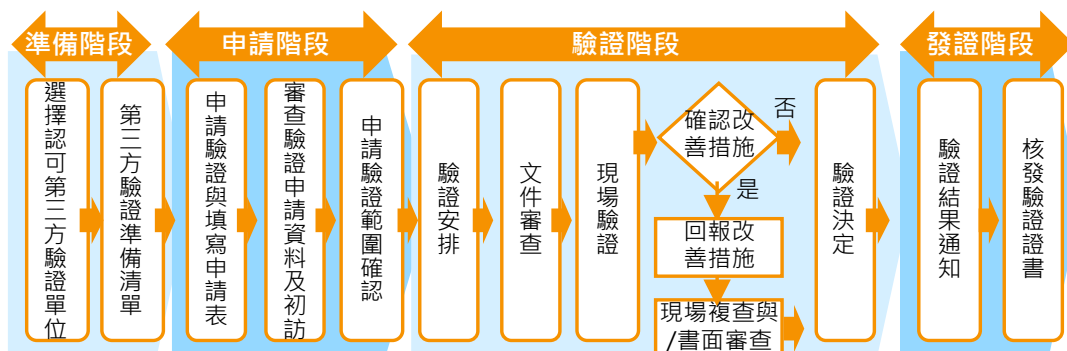 準備階段
申請階段
驗證階段
發證階段
選擇認可第三方驗證單位
第三方驗證準備清單
申請驗證與填寫申請表
審查驗證申請資料及初訪
申請驗證範圍確認
驗證安排
文件審查
現場驗證
確認改
善措施
否
是
回報改
善措施
現場複查與
/書面審查
驗證決定
驗證結果通知
核發驗證證書